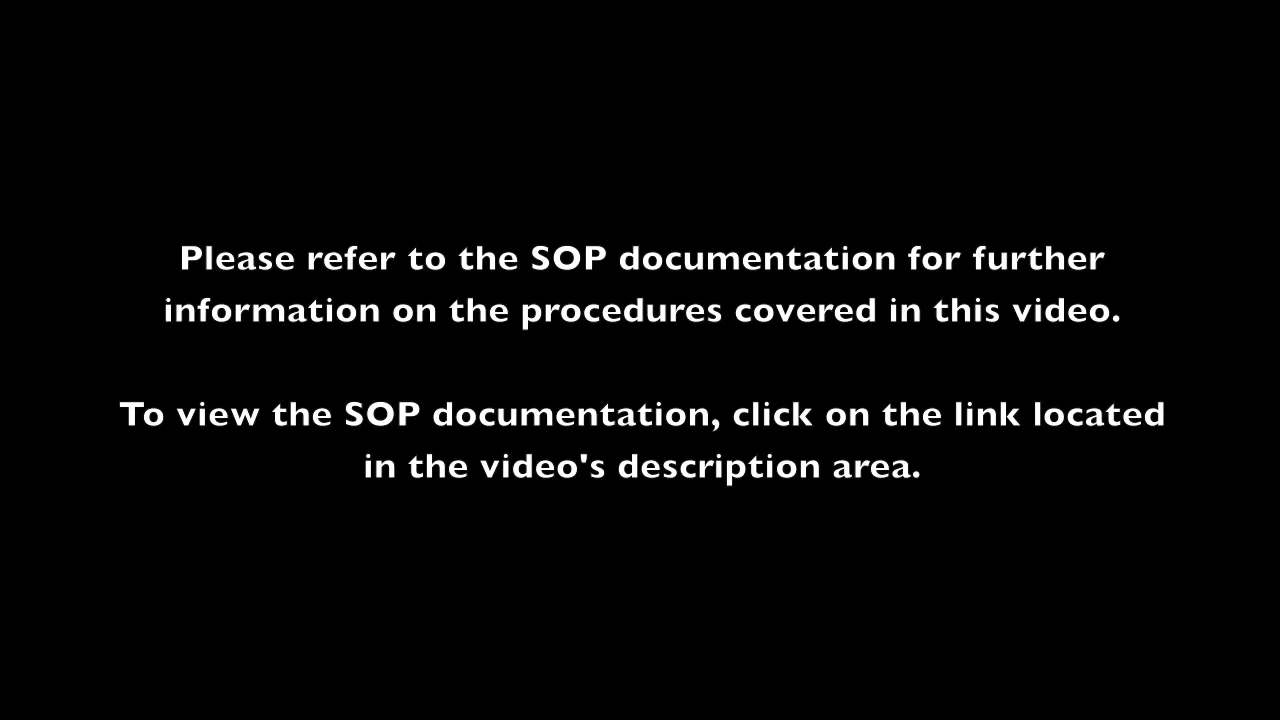 Please refer to the SOP documentation for further
information on the procedures covered in this video.
To view the SOP documentation, click on the link located
in the video's description area.